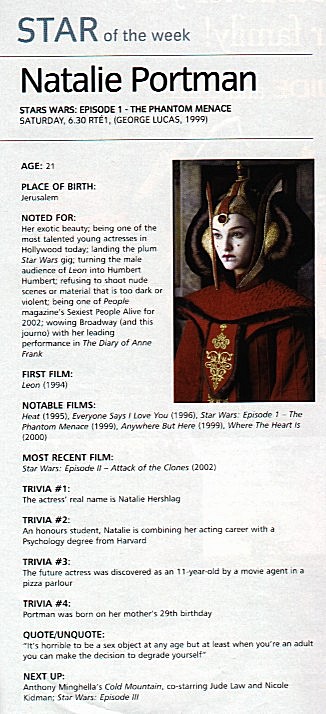 STAR of the week
Natalie Portman
STARS WARS: EPISODE 1 - THE PHANTOM MENACE
SATURDAY, 6.30 RTÉ1, (GEORGE LUCAS, 1999)
AGE: 21
PLACE OF BIRTH:
Jerusalem
NOTED FOR:
Her exotic beauty; being one of the
most talented young actresses in
Hollywood today; landing the plum
Star Wars gig; turning the male
audience of Leon into Humbert
Humbert; refusing to shoot nude
scenes or material that is too dark or
violent; being one of People
magazine's Sexiest People Alive for
2002; wowing Broadway (and this
journo) with her leading
performance in The Diary of Anne
Frank
FIRST FILM:
Leon (1994)
NOTABLE FILMS:
Heat (1995), Everyone Says I Love You (1996), Star Wars: Episode 1 – The
Phantom Menace (1999), Anywhere But Here (1999), Where The Heart Is
(2000)
MOST RECENT FILM:
Star Wars: Episode II – Attack of the Clones (2002)
TRIVIA #1:
The actress' real name is Natalie Hershlag
TRIVIA #2:
An honours student, Natalie is combining her acting career with a
Psychology degree from Harvard
TRIVIA #3:
The future actress was discovered as an 11-year-old by a movie agent in a
pizza parlour
TRIVIA #4:
Portman was born on her mother's 29th birthday
QUOTE/UNQUOTE:
"It's horrible to be a sex object at any age but at least when you're an adult
you can make the decision to degrade yourself"
NEXT UP:
Anthony Minghella's Cold Mountain, co-starring Jude Law and Nicole
Kidman; Star Wars: Episode III